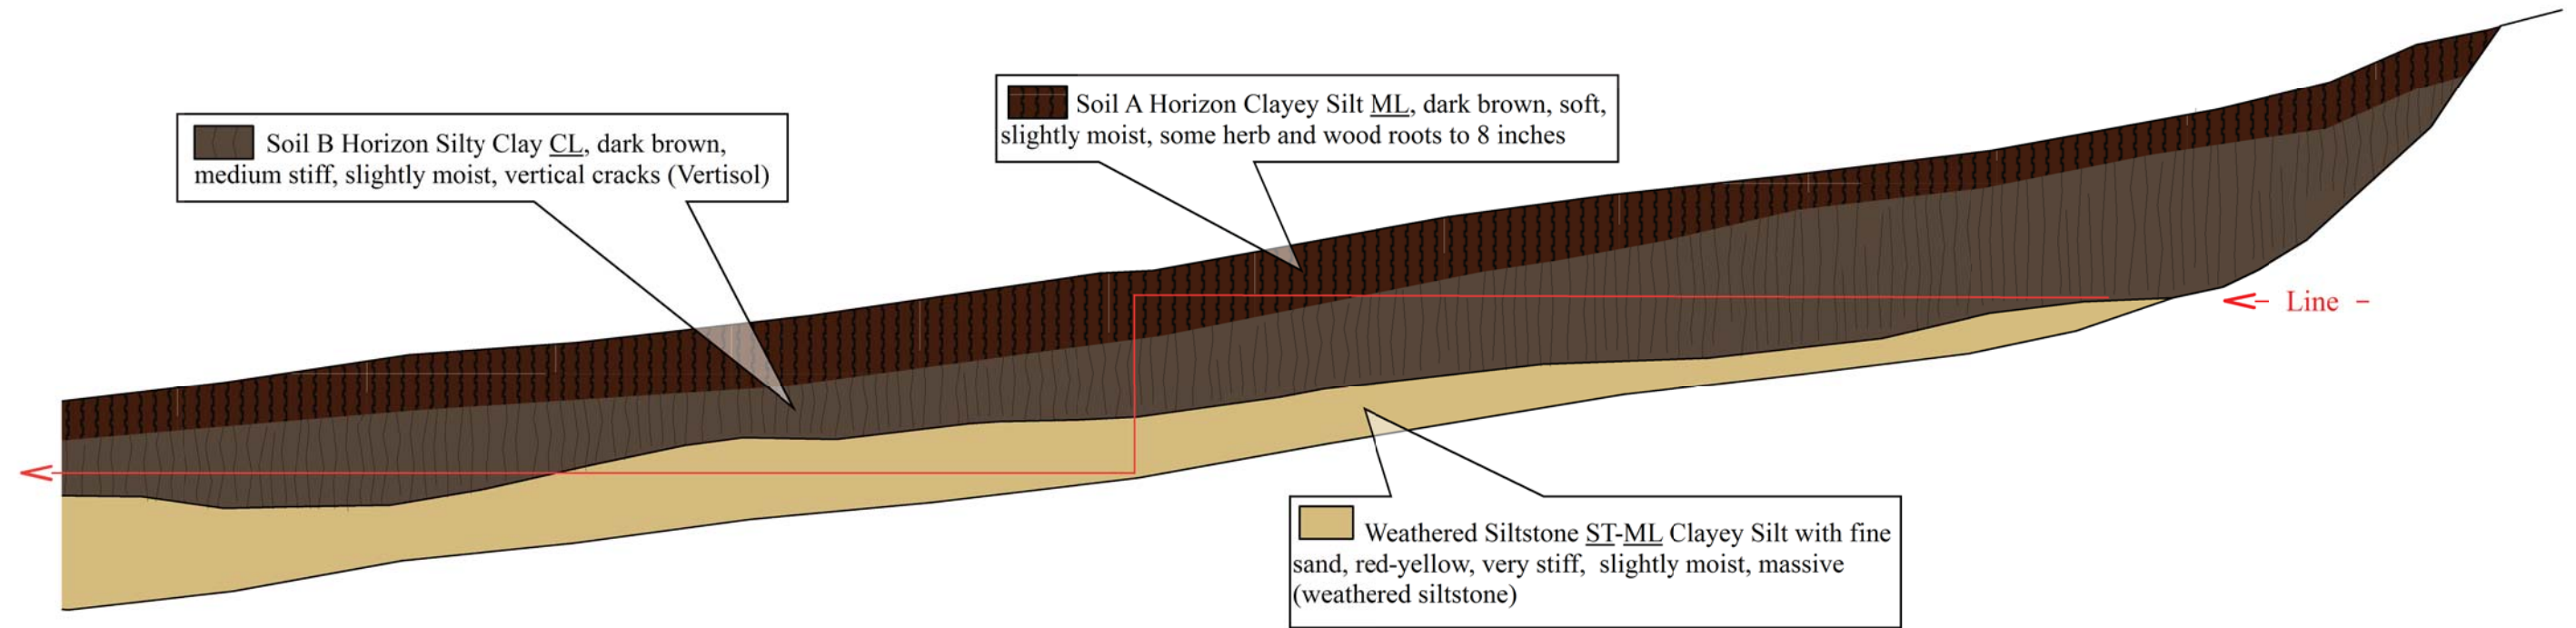 Soil A Horizon Clayey Silt ML, dark brown, soft,
slightly moist, some herb and wood roots to 8 inches
Soil B Horizon Silty Clay CL, dark brown,
medium stiff, slightly moist, vertical cracks (Vertisol)
Line
Weathered Siltstone ST-ML Clayey Silt with fine
sand, red-yellow, very stiff, slightly moist, massive
(weathered siltstone)